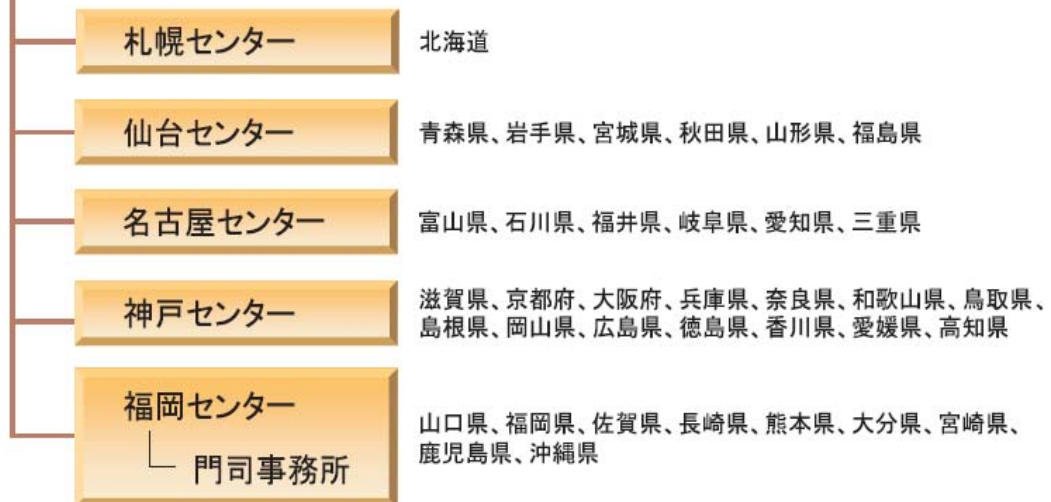 札幌センター
北海道
仙台センター
青森県、岩手県、宮城県、秋田県、山形県、福島県
名古屋センター
富山県、石川県、福井県、岐阜県、愛知県、三重県
神戸センター
滋賀県、京都府、大阪府、兵庫県、奈良県、和歌山県、鳥取県、
島根県、岡山県、広島県、徳島県、香川県、愛媛県、高知県
福岡センター
門司事務所
山口県、福岡県、佐賀県、長崎県、熊本県、大分県、宮崎県、
鹿児島県、沖縄県